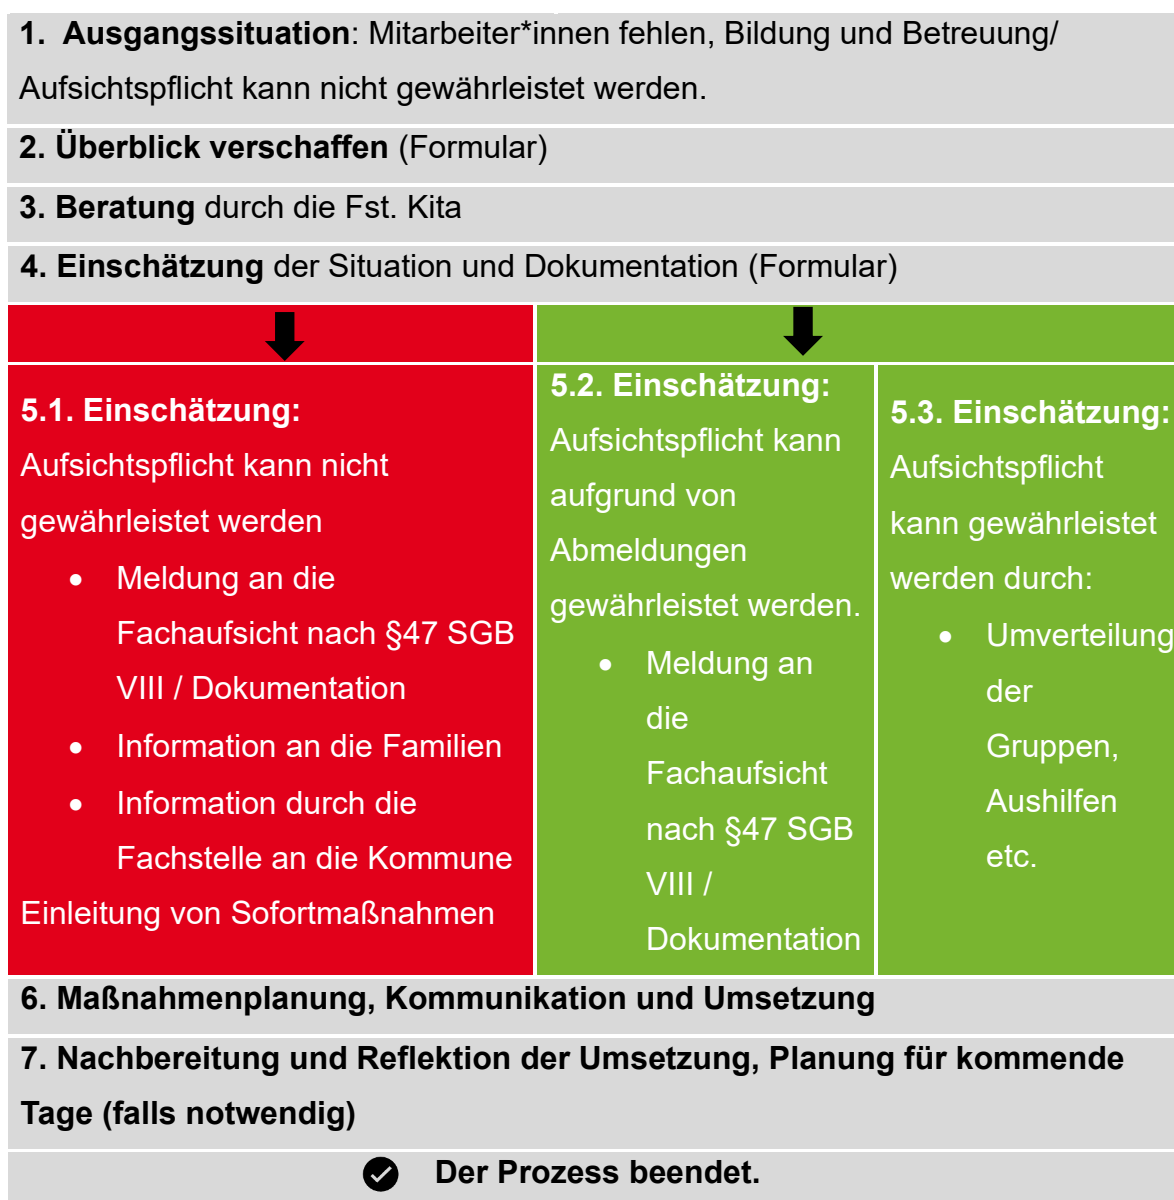 1. Ausgangssituation: Mitarbeiter*innen fehlen, Bildung und Betreuung/
Aufsichtspflicht kann nicht gewährleistet werden.
2. Überblick verschaffen (Formular)
3. Beratung durch die Fst. Kita
4. Einschätzung der Situation und Dokumentation (Formular)
5.1. Einschätzung:
Aufsichtspflicht kann nicht
gewährleistet werden
• Meldung an die
Fachaufsicht nach §47 SGB
VIII / Dokumentation
• Information an die Familien
• Information durch die
Fachstelle an die Kommune
Einleitung von Sofortmaßnahmen
5.2. Einschätzung:
Aufsichtspflicht kann
aufgrund von
Abmeldungen
gewährleistet werden.
• Meldung an
die
Fachaufsicht
nach §47 SGB
VIII /
Dokumentation
5.3. Einschätzung:
Aufsichtspflicht
kann gewährleistet
werden durch:
• Umverteilung
der
Gruppen,
Aushilfen
etc.
6. Maßnahmenplanung, Kommunikation und Umsetzung
7. Nachbereitung und Reflektion der Umsetzung, Planung für kommende
Tage (falls notwendig)
Der Prozess beendet.